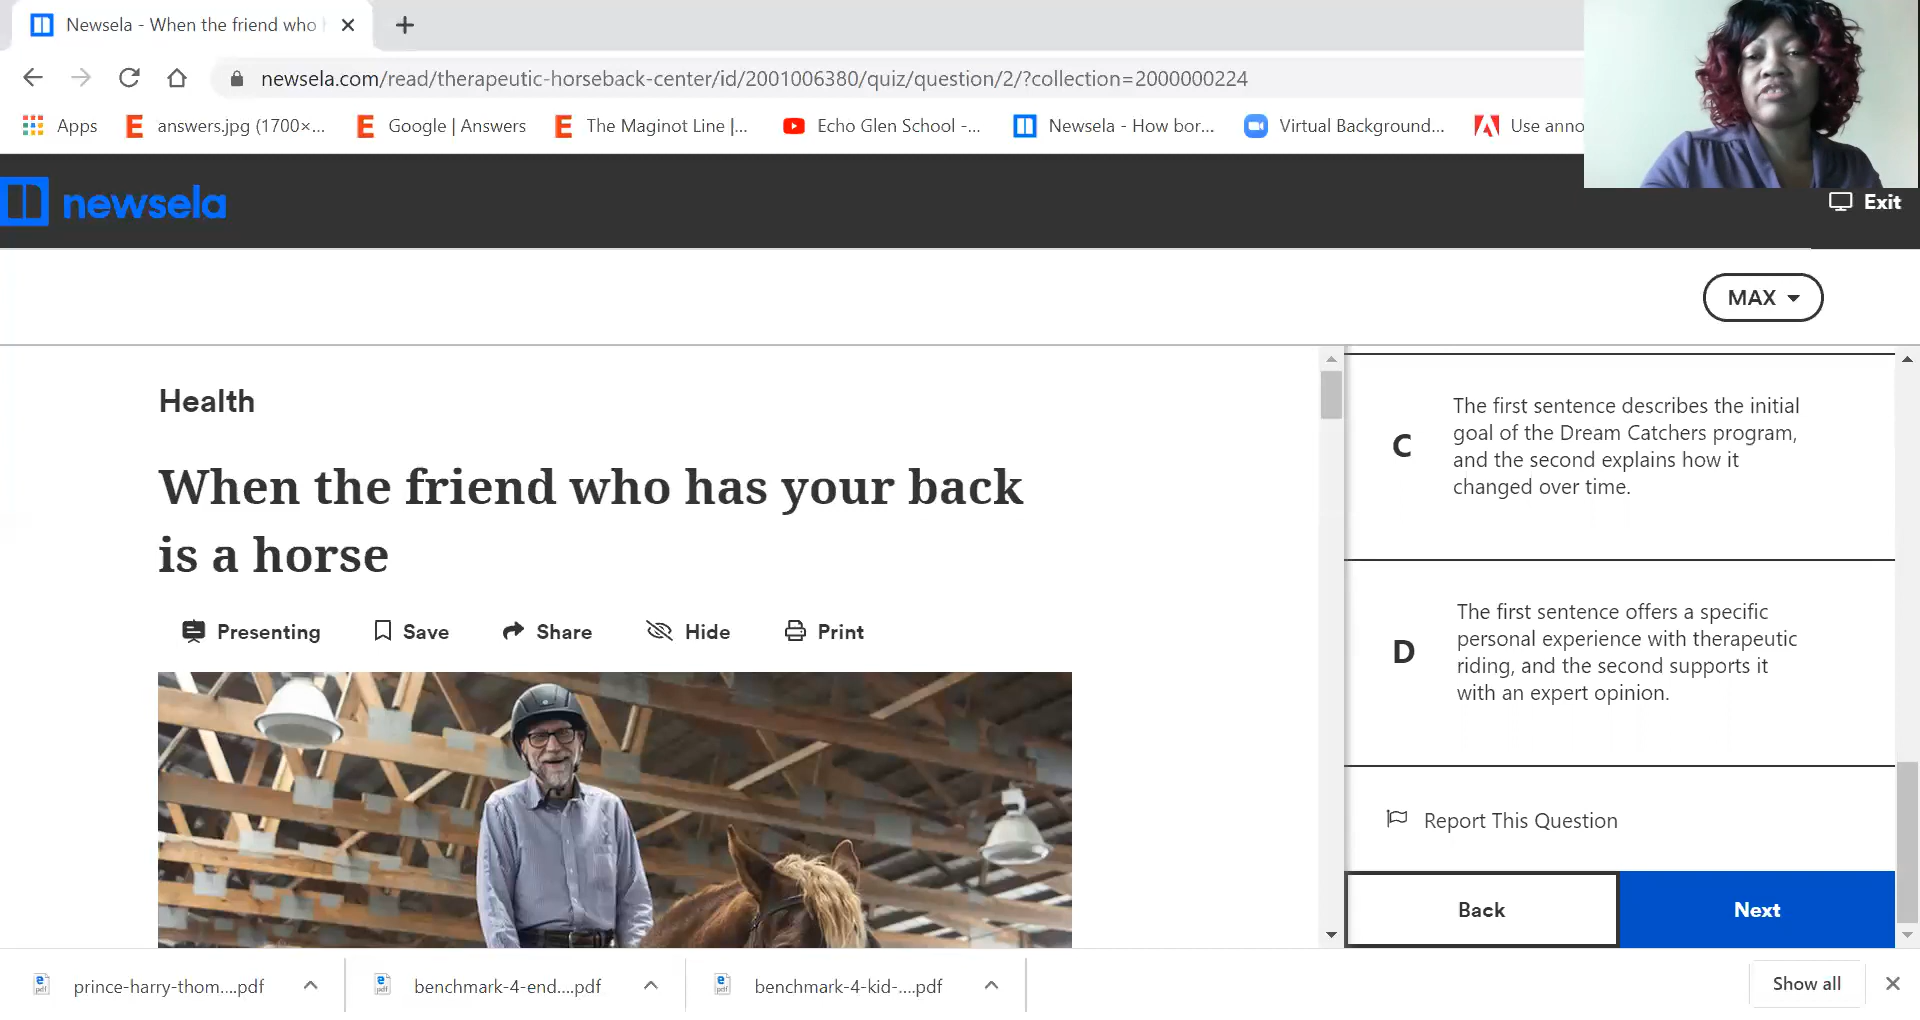 Newsela - When the friend who
newsela.com/read/therapeutic-horseback-center/id/2001006380/quiz/question/2/?collection=2000000224
Apps
answers.jpg (1700×...
Google | Answers
The Maginot Line |...
Echo Glen School -...
Newsela - How bor...
Virtual Background...
Use anno
newsela
Exit
MAX
Health
When the friend who has your back
is a horse
Presenting
Save
Share
Hide
Print
C
The first sentence describes the initial
goal of the Dream Catchers program,
and the second explains how it
changed over time.
D
The first sentence offers a specific
personal experience with therapeutic
riding, and the second supports it
with an expert opinion.
Report This Question
Back
Next
prince-harry-thom....pdf
benchmark-4-end....pdf
benchmark-4-kid-....pdf
Show all